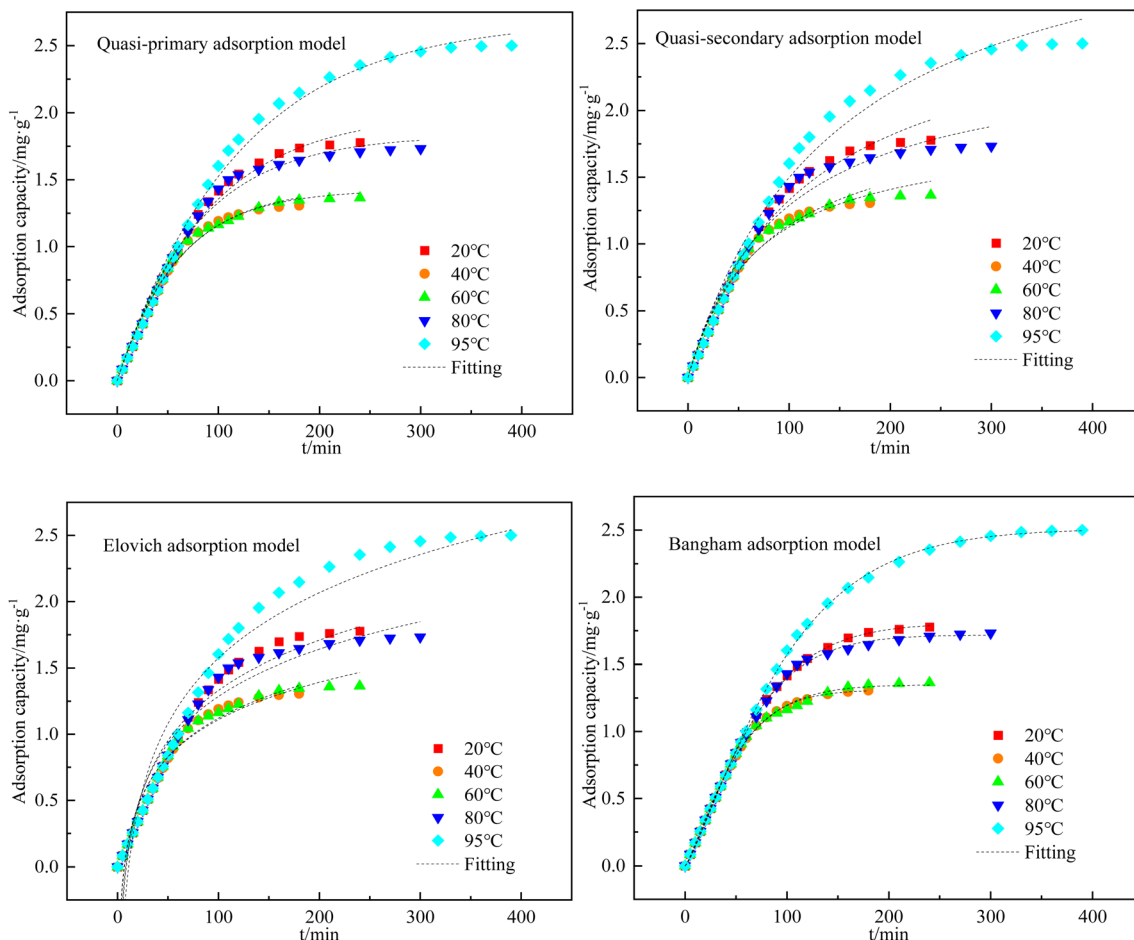 Quasi-primary adsorption model
Adsorption capacity/mg·g-1
2.5
2.0
1.5
1.0
0.5
0.0
20°C
40°C
60°C
80°C
95°C
Fitting
0
100
200
300
400
t/min
Quasi-secondary adsorption model
Adsorption capacity/mg·g-1
2.5
2.0
1.5
1.0
0.5
0.0
20°C
40°C
60°C
80°C
95°C
Fitting
0
100
200
300
400
t/min
Elovich adsorption model
Adsorption capacity/mg·g-1
2.5
2.0
1.5
1.0
0.5
0.0
20°C
40°C
60°C
80°C
95°C
Fitting
0
100
200
300
400
t/min
Bangham adsorption model
Adsorption capacity/mg·g-1
2.5
2.0
1.5
1.0
0.5
0.0
20°C
40°C
60°C
80°C
95°C
Fitting
0
100
200
300
400
t/min